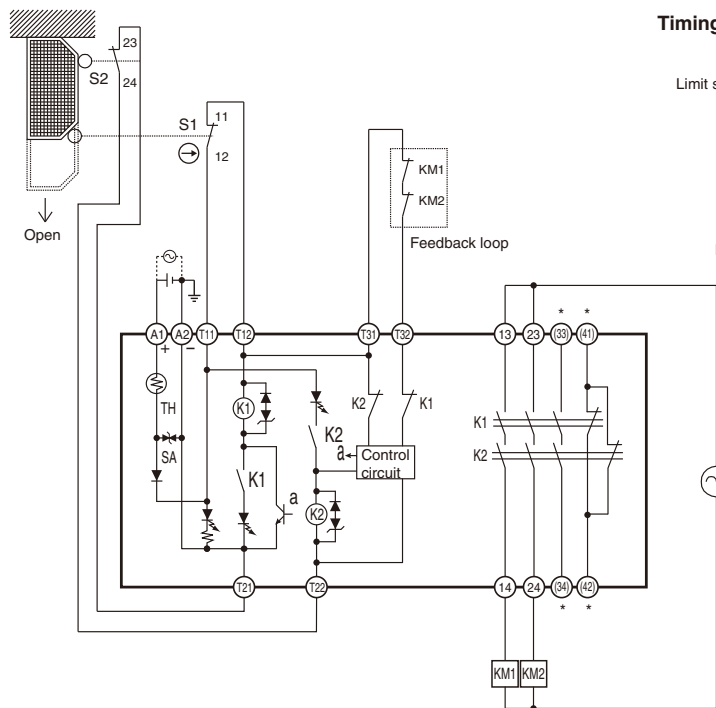 Timing
Limit s
23
S2
24
S1
11
12
KM1
KM2
Feedback loop
Open
A1
A2
T11
T12
T31
T32
13
23
(33)
(41)
*
*
+
−
TH
SA
K1
K1
a
K2
K2
K2
K1
a
Control
circuit
K1
K2
T21
T22
14
24
(34)
(42)
*
*
KM1
KM2